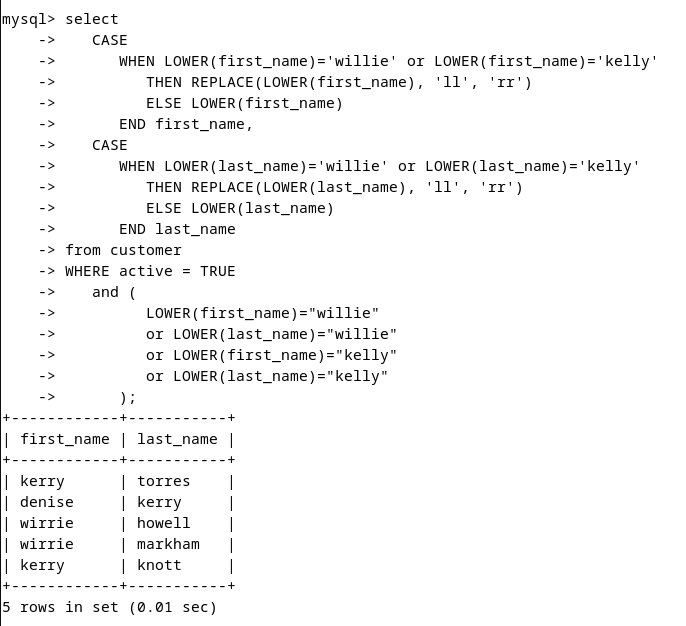 mysql> select
    ->    CASE
    ->       WHEN LOWER(first_name)='willie' or LOWER(first_name)='kelly'
    ->          THEN REPLACE(LOWER(first_name), 'll', 'rr')
    ->          ELSE LOWER(first_name)
    ->       END first_name,
    ->    CASE
    ->       WHEN LOWER(last_name)='willie' or LOWER(last_name)='kelly'
    ->          THEN REPLACE(LOWER(last_name), 'll', 'rr')
    ->          ELSE LOWER(last_name)
    ->       END last_name
    -> from customer
    -> WHERE active = TRUE
    ->    and (
    ->          LOWER(first_name)="willie"
    ->          or LOWER(last_name)="willie"
    ->          or LOWER(first_name)="kelly"
    ->          or LOWER(last_name)="kelly"
    ->       );
+------------+-----------+
| first_name | last_name |
+------------+-----------+
| kerry      | torres    |
| denise     | kerry     |
| wirrie     | howell    |
| wirrie     | markham   |
| kerry      | knott     |
+------------+-----------+
5 rows in set (0.01 sec)